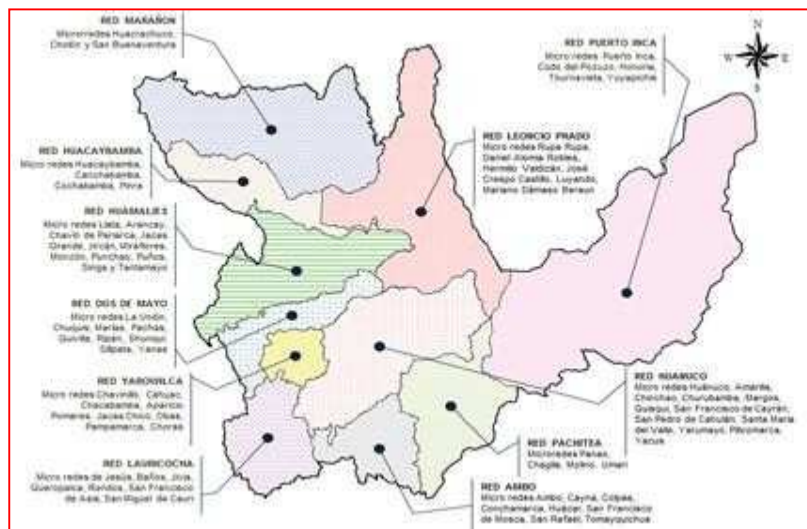 RED MARAÑON
Microrredes Huacrachuco,
Cholón y San Buenaventura
N
W E
S
RED PUERTO INCA
Micro redes Puerto Inca,
Codo del Pozuzo, Honoria,
Tournavista, Yuyapichis
RED HUACAYBAMBA
Micro redes Huacaybamba,
Canchabamba,
Cochabamba, Pinra
RED LEONCIO PRADO
Micro redes Rupa Rupa,
Daniel Alomia Robles,
Hermilio Valdizán, José
Crespo Castillo, Luyando,
Mariano Dámaso Beraun
RED HUAMALIES
Micro redes Llata, Arancay,
Chavín de Pariarca, Jacas
Grande, Jircán, Miraflores,
Monzón, Punchao, Puños,
Singa y Tantamayo
RED DOS DE MAYO
Micro redes La Unión,
Chuquis, Marías, Pachas,
Quivilla, Ripán, Shunqui,
Sillpata, Yanas
RED YAROWILCA
Micro redes Chavinillo, Cahuac,
Chacabamba, Aparicio
Pomares, Jacas Chico, Obas,
Pampamarca, Choras
RED HUANUCO
Micro redes Huánuco, Amarilis,
Chinchao, Churubamba, Margos,
Quisqui, San Francisco de Cayrán,
San Pedro de Chaulán, Santa María
del Valle, Yarumayo, Pillcomarca,
Yacus
RED PACHITEA
Microredes Panao,
Chaglla, Molino, Umari
RED LAURICOCHA
Micro redes de Jesús, Baños, Jivia,
Queropalca, Rondos, San Francisco
de Asís, San Miguel de Cauri
RED AMBO
Micro redes Ambo, Cayna, Colpas,
Conchamarca, Huácar, San Francisco
de Mosca, San Rafael, Tomayquichua